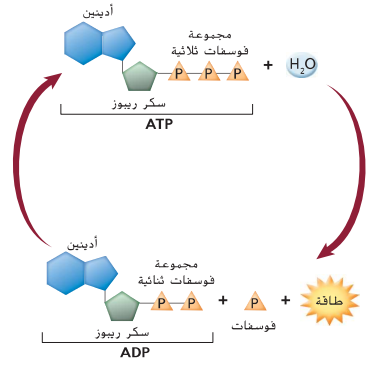 أدينين
مجموعة
فوسفات ثلاثية
P P P + H₂O
سكر ريبوز
ATP
أدينين
مجموعة
فوسفات ثنائية
P P + P + طاقة
فوسفات
سكر ريبوز
ADP